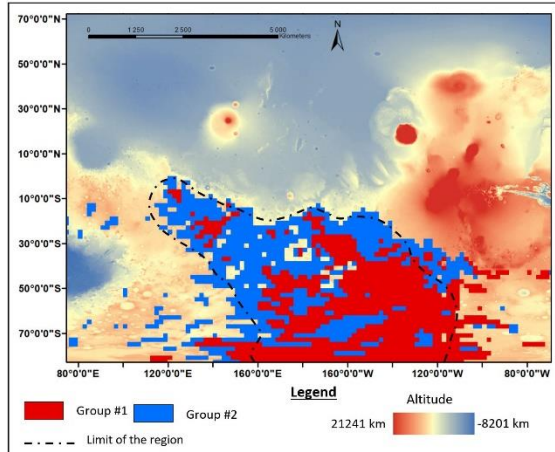 70°0'0"N
50°0'0"N
30°0'0"N
10°0'0"N
10°0'0"S
30°0'0"S
50°0'0"S
70°0'0"S
0 1 250 2 500 5 000
Kilometers
N
80°0'0"E 120°0'0"E 160°0'0"E 160°0'0"W 120°0'0"W 80°0'0"W
Legend
Group #1 Group #2
Limit of the region
Altitude
21241 km -8201 km